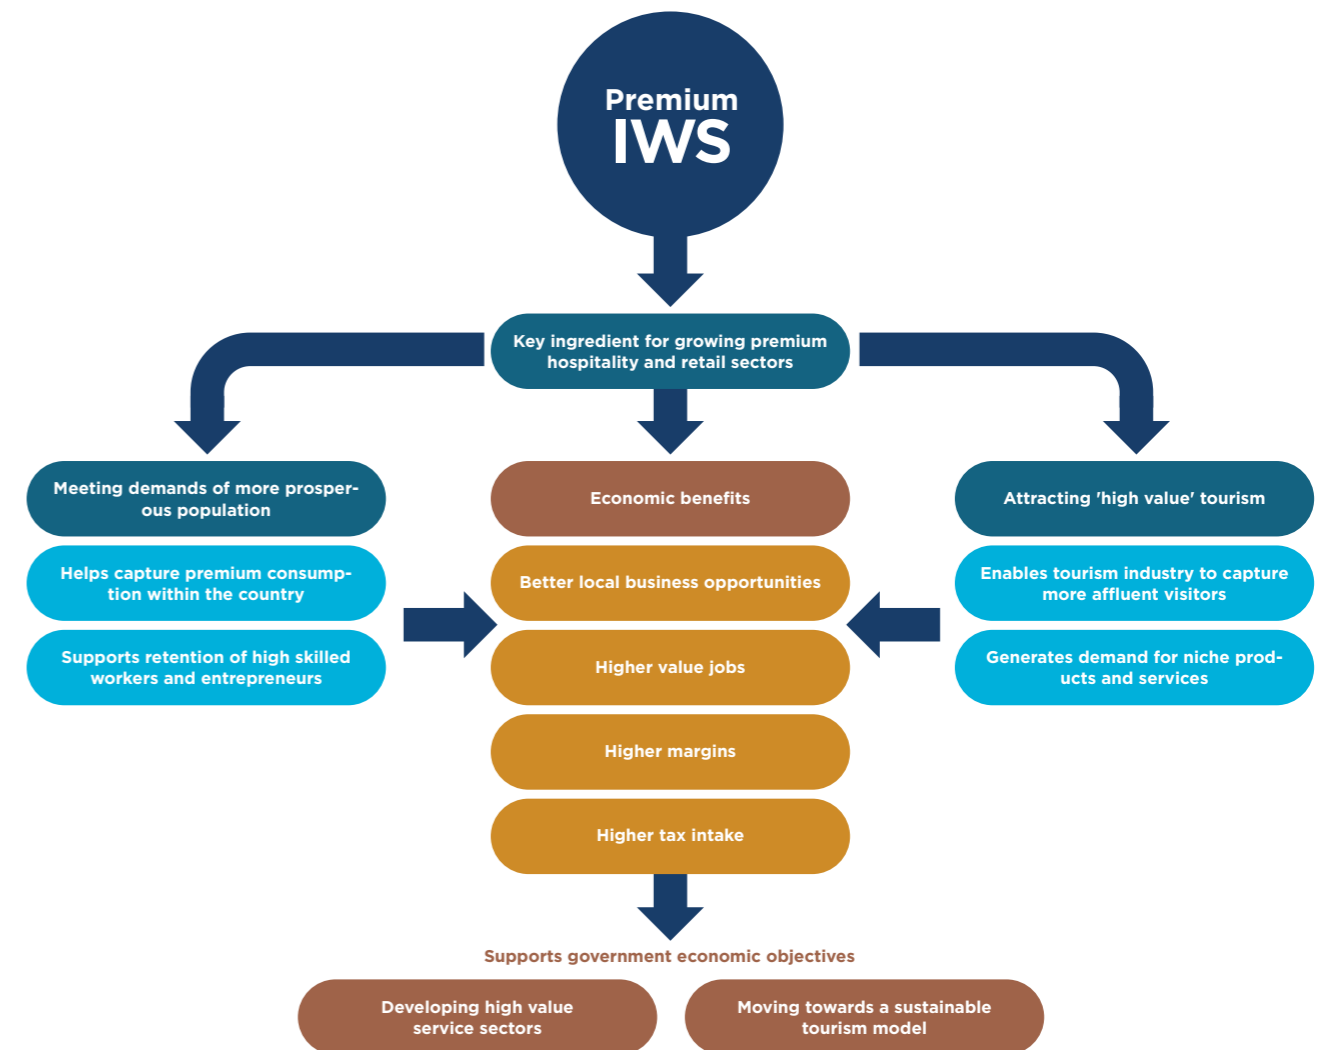 Premium
IWS
Key ingredient for growing premium
hospitality and retail sectors
Meeting demands of more prosper-
ous population
Helps capture premium consump-
tion within the country
Supports retention of high skilled
workers and entrepreneurs
Economic benefits
Better local business opportunities
Higher value jobs
Higher margins
Higher tax intake
Attracting 'high value' tourism
Enables tourism industry to capture
more affluent visitors
Generates demand for niche prod-
ucts and services
Supports government economic objectives
Developing high value
service sectors
Moving towards a sustainable
tourism model